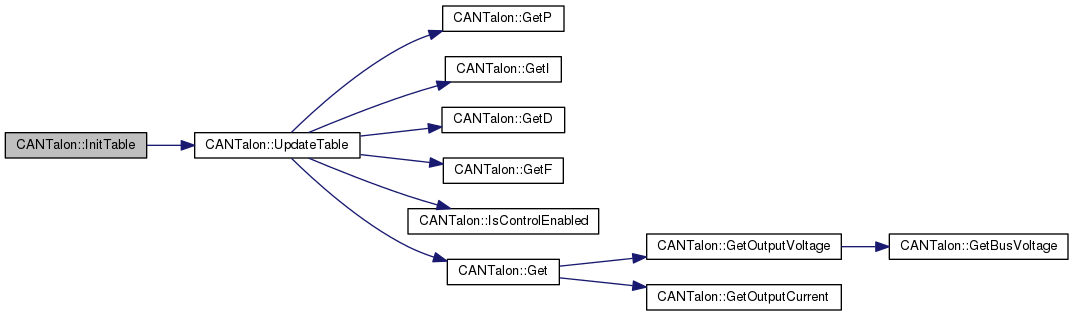 CANTalon::InitTable
CANTalon::UpdateTable
CANTalon::GetP
CANTalon::GetI
CANTalon::GetD
CANTalon::GetF
CANTalon::IsControlEnabled
CANTalon::Get
CANTalon::GetOutputVoltage
CANTalon::GetBusVoltage
CANTalon::GetOutputCurrent